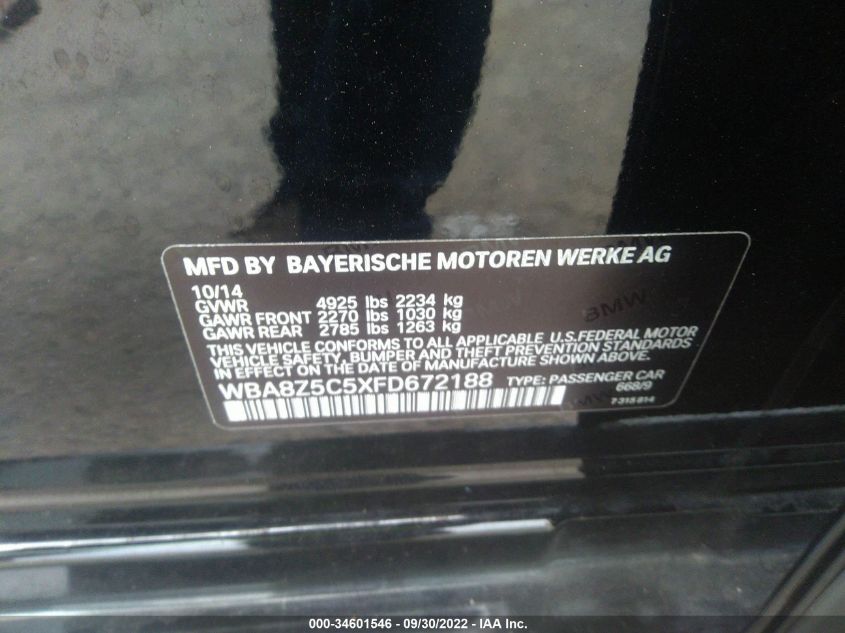 MFD BY BAYERISCHE MOTOREN WERKE AG
10/14
GVWR 4925 lbs 2234 kg
GAWR FRONT 2270 lbs 1030 kg
GAWR REAR 2785 lbs 1263 kg
THIS VEHICLE CONFORMS TO ALL APPLICABLE U.S.FEDERAL MOTOR
VEHICLE SAFETY, BUMPER AND THEFT PREVENTION STANDARDS
IN EFFECT ON THE DATE OF MANUFACTURE SHOWN ABOVE.
WBA8Z5C5XFD672188 TYPE: PASSENGER CAR
668/9
7 315 814
BMW
000-34601546 - 09/30/2022 - IAA Inc.